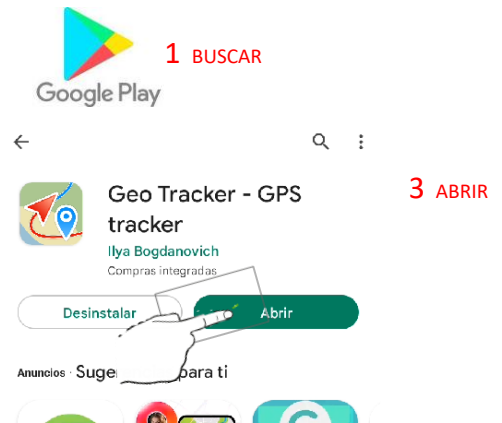 1 BUSCAR
Google Play
Geo Tracker - GPS
tracker
3 ABRIR
Ilya Bogdanovich
Compras integradas
Desinstalar
Abrir
Anuncios · Suge para ti